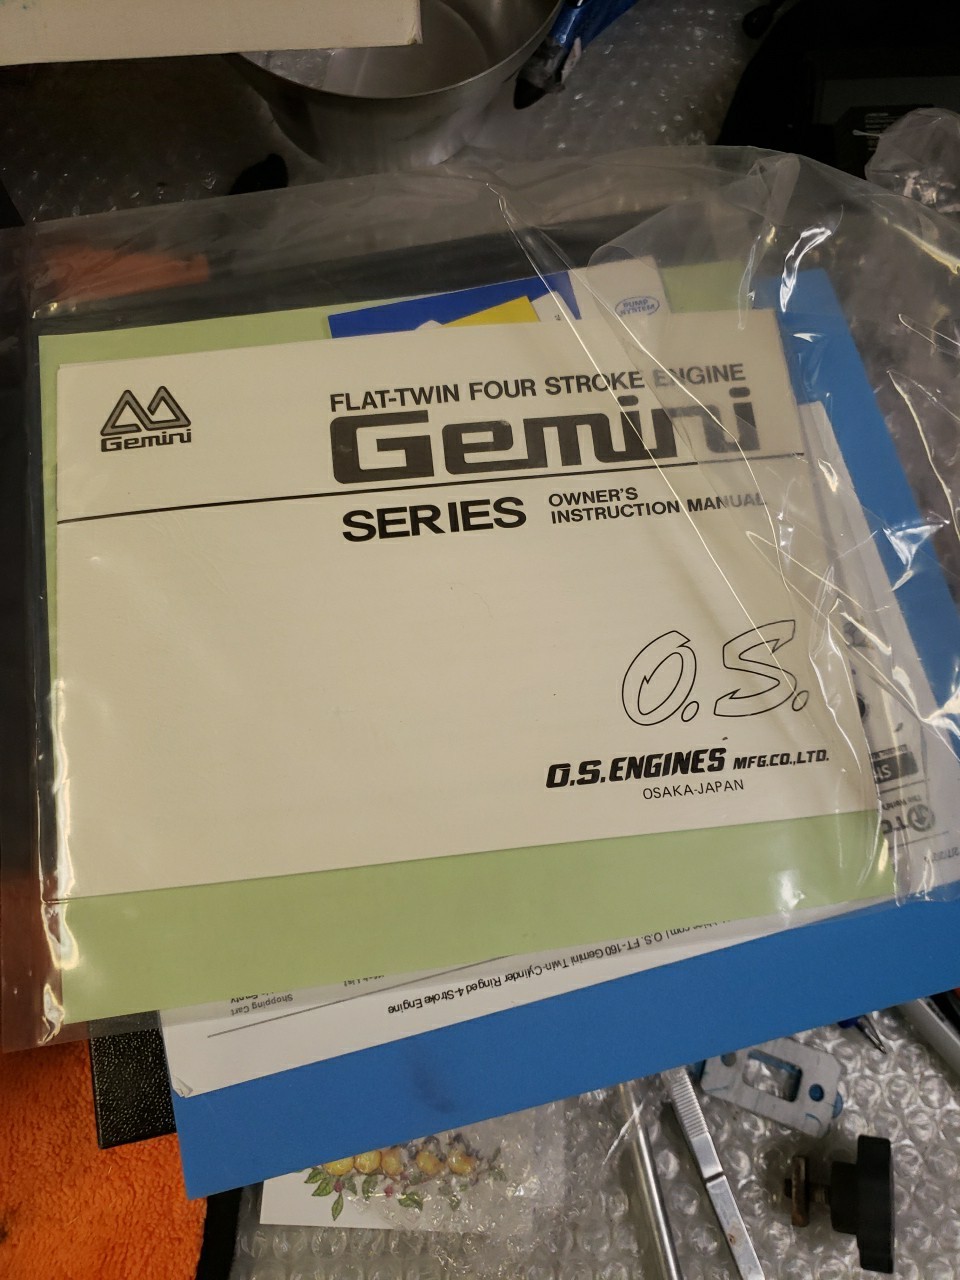 PUMP
SYSTEM
Gemini
FLAT-TWIN FOUR STROKE ENGINE
Gemini
SERIES
OWNER'S
INSTRUCTION MANUAL
O.S.
O.S.ENGINES MFG.CO.,LTD.
OSAKA-JAPAN
O.S. FT-160 Gemini Twin-Cylinder Ringed 4-Stroke Engine
Shopping Cart